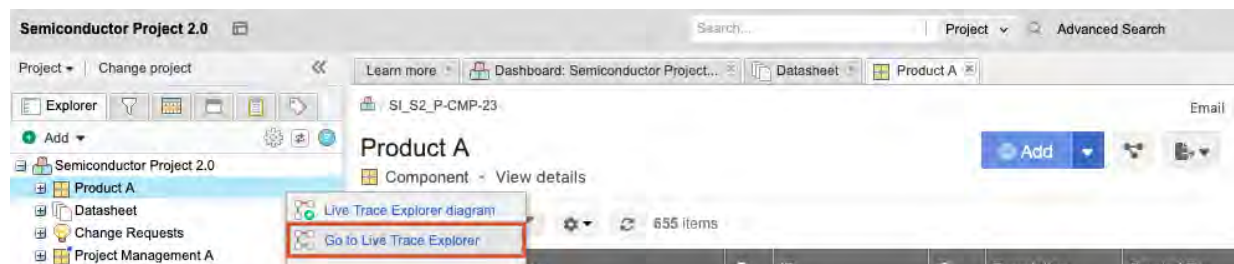 Semiconductor Project 2.0
Search...
Project
Advanced Search
Project
Change project
Learn more
Dashboard: Semiconductor Project...
Datasheet
Product A
Explorer
SI_S2_P-CMP-23
Email
Add
Product A
Add
Semiconductor Project 2.0
Component - View details
Product A
Datasheet
Live Trace Explorer diagram
655 items
Change Requests
Go to Live Trace Explorer
Project Management A